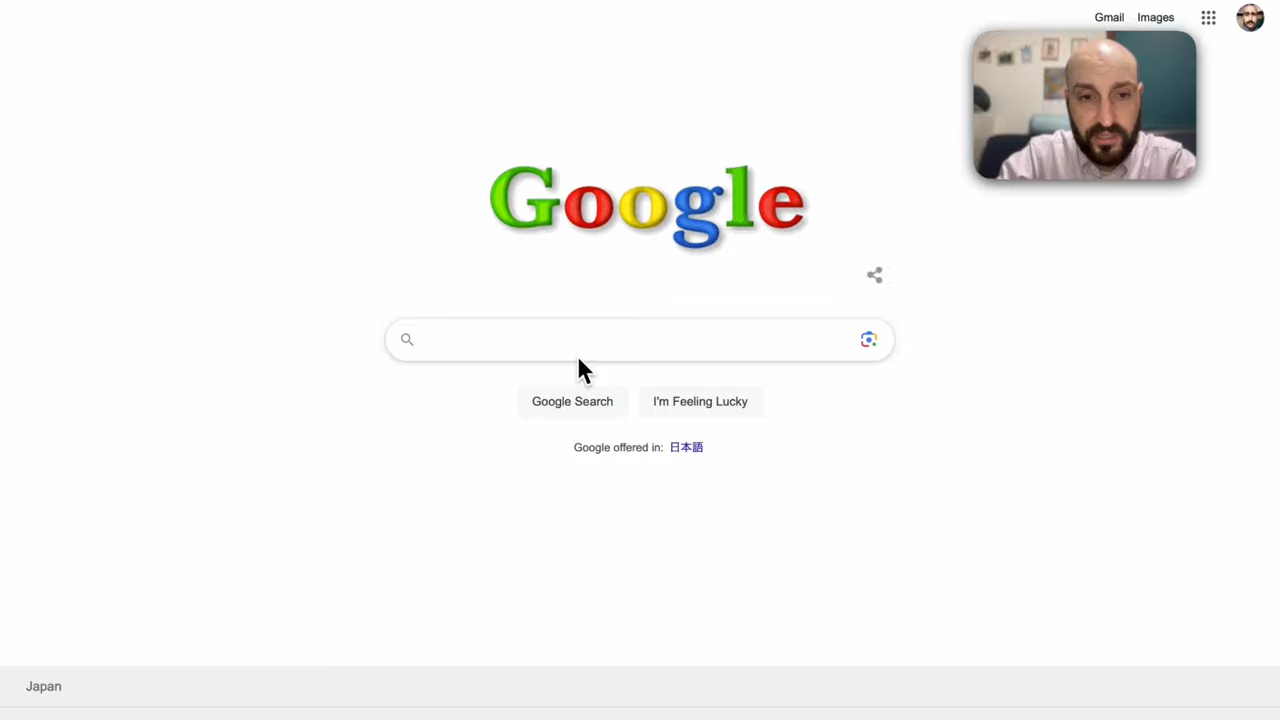 Gmail Images
Google
Google Search I'm Feeling Lucky
Google offered in: 日本語
Japan